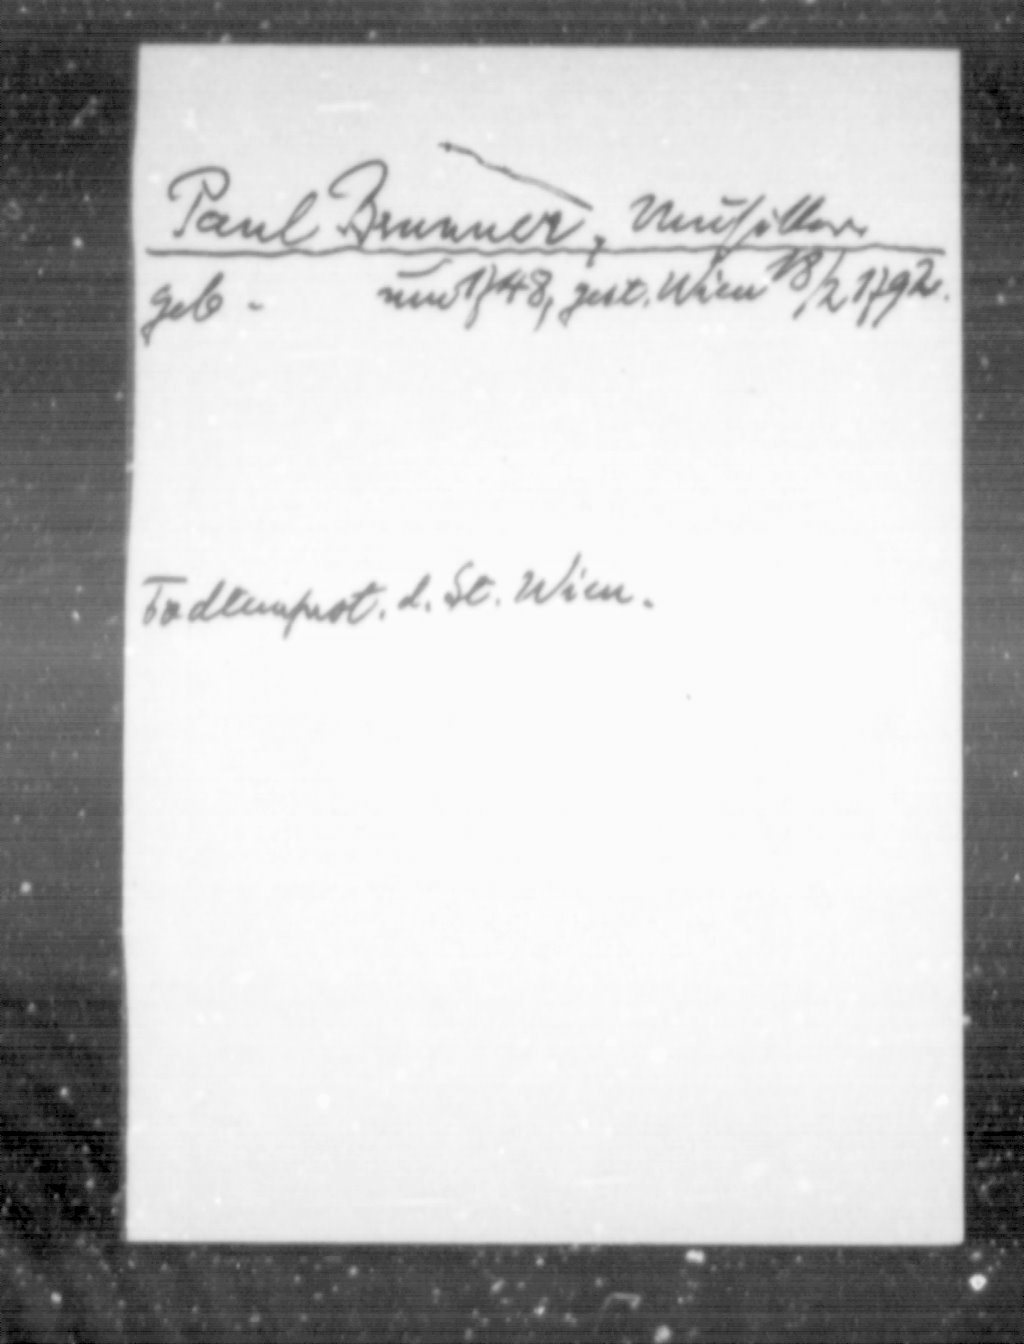 Paul Brunner, Musiker
geb - um 1748, gest. Wien 18/2 1792.
Todtenprot. d. St. Wien.